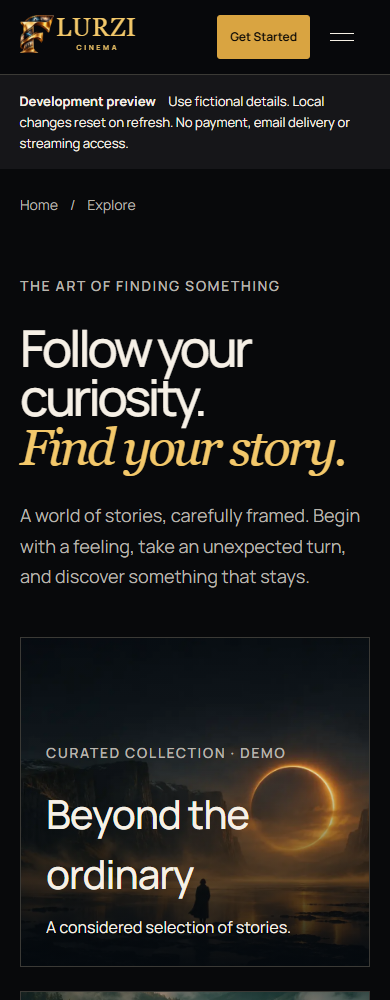 FLURZI
CINEMA
Get Started
Development preview Use fictional details. Local
changes reset on refresh. No payment, email delivery or
streaming access.
Home / Explore
THE ART OF FINDING SOMETHING
Follow your
curiosity.
Find your story.
A world of stories, carefully framed. Begin
with a feeling, take an unexpected turn,
and discover something that stays.
CURATED COLLECTION · DEMO
Beyond the
ordinary
A considered selection of stories.